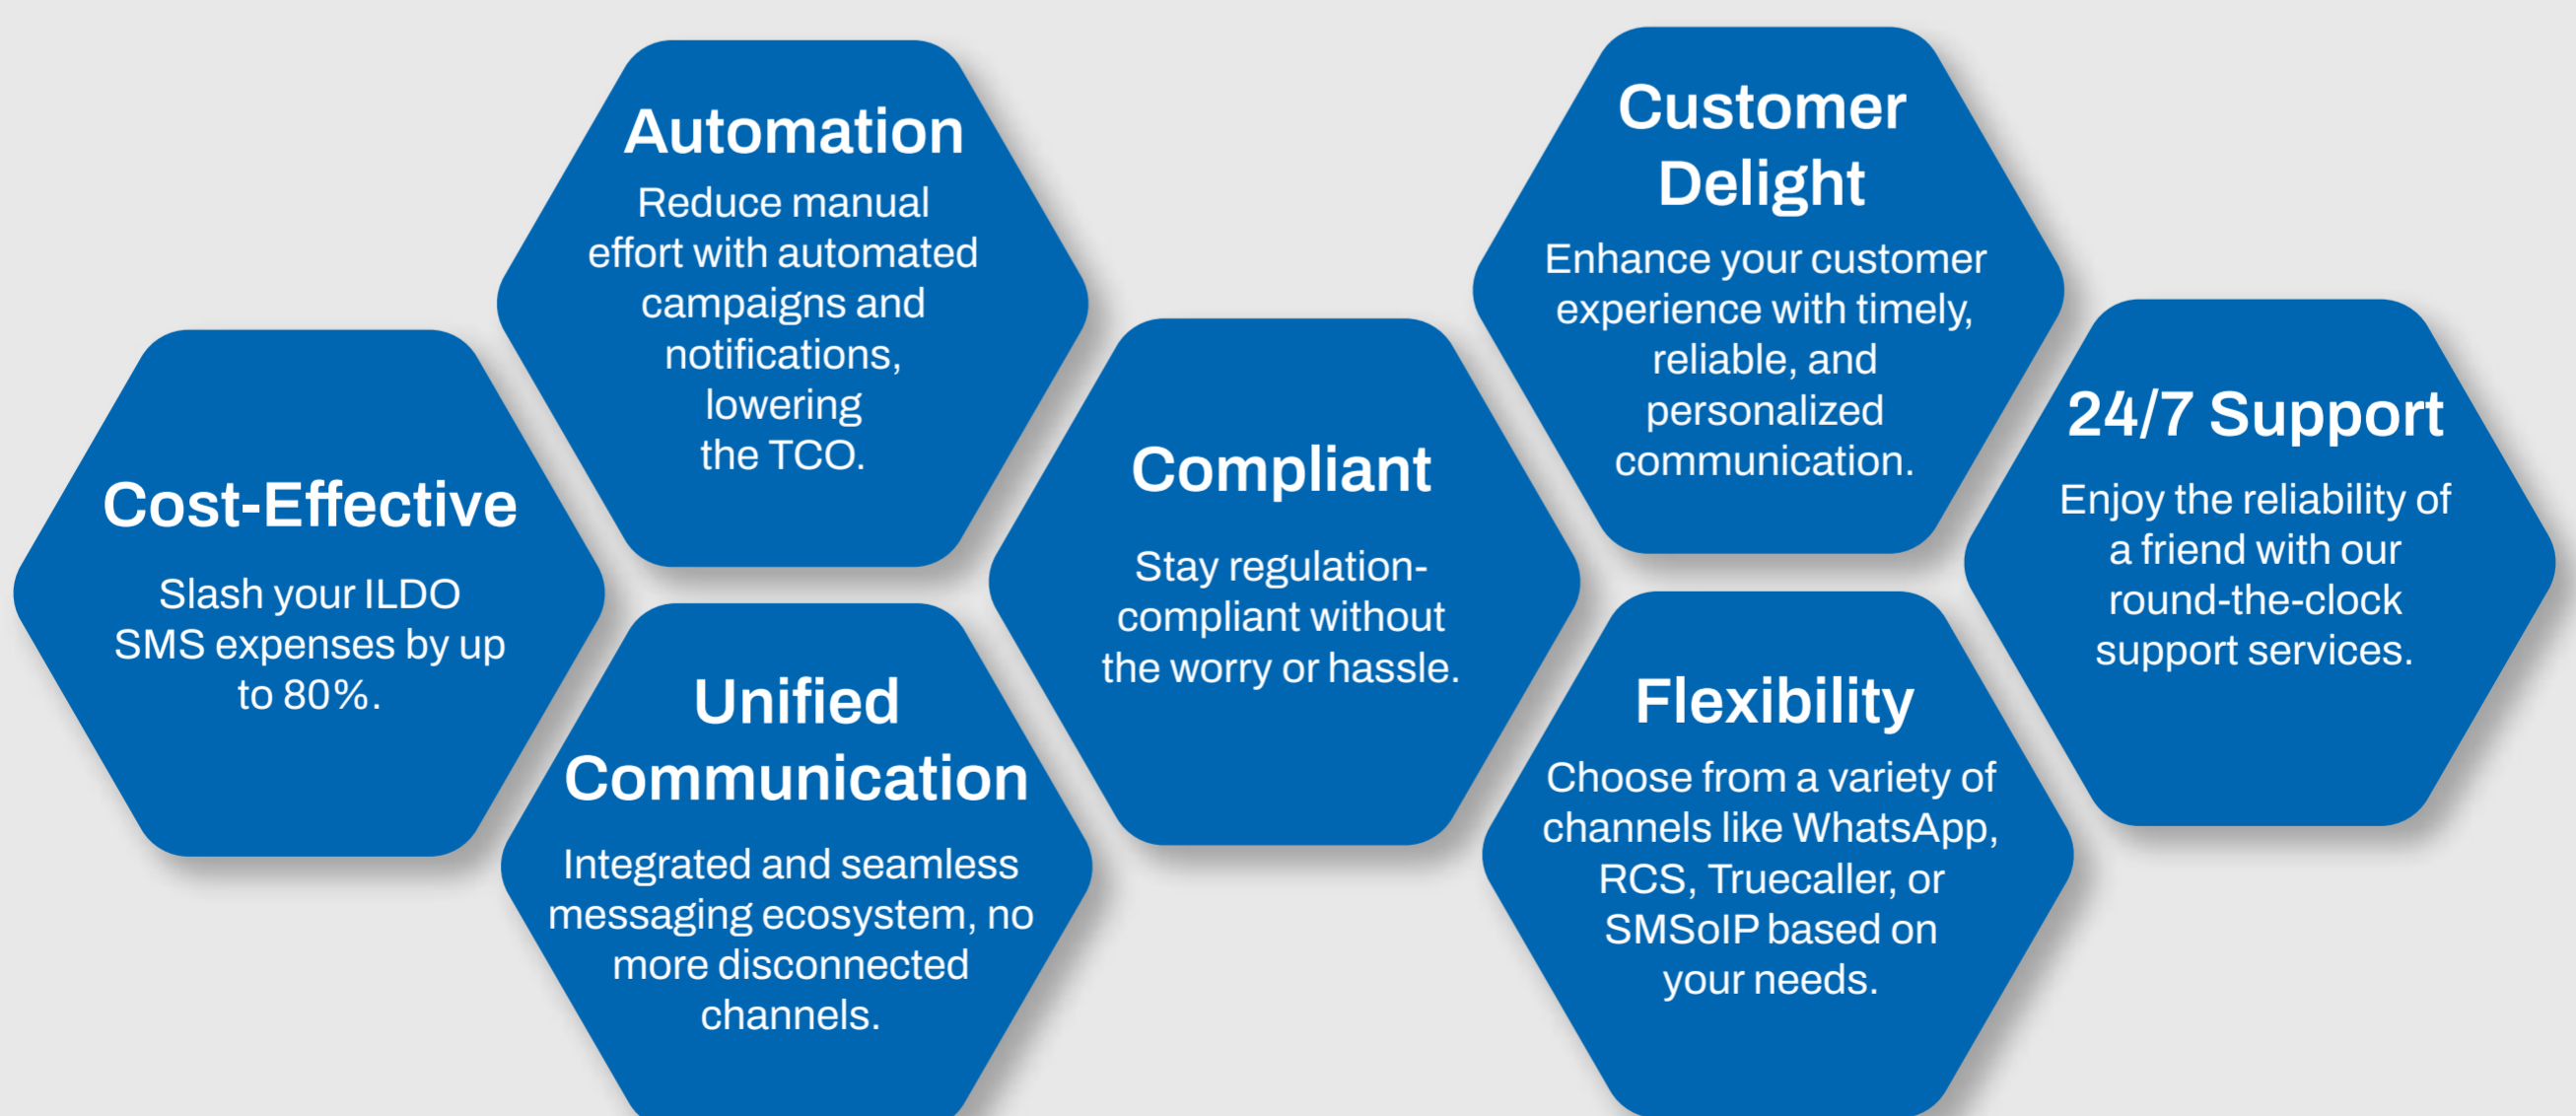 Cost-Effective
Slash your ILDO
SMS expenses by up
to 80%.
Automation
Reduce manual
effort with automated
campaigns and
notifications,
lowering
the TCO.
Unified
Communication
Integrated and seamless
messaging ecosystem, no
more disconnected
channels.
Compliant
Stay regulation-
compliant without
the worry or hassle.
Customer
Delight
Enhance your customer
experience with timely,
reliable, and
personalized
communication.
Flexibility
Choose from a variety of
channels like WhatsApp,
RCS, Truecaller, or
SMSoIP based on
your needs.
24/7 Support
Enjoy the reliability of
a friend with our
round-the-clock
support services.